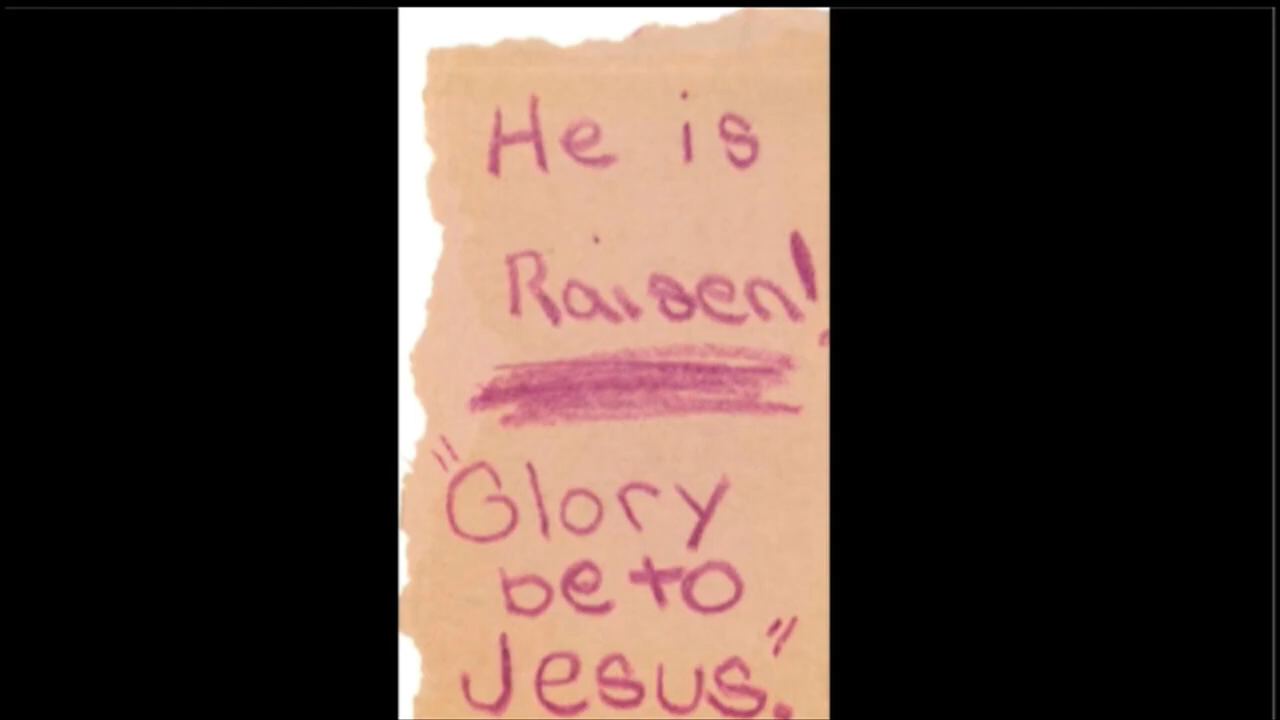 He is
Raisen!
"Glory
be to
Jesus."